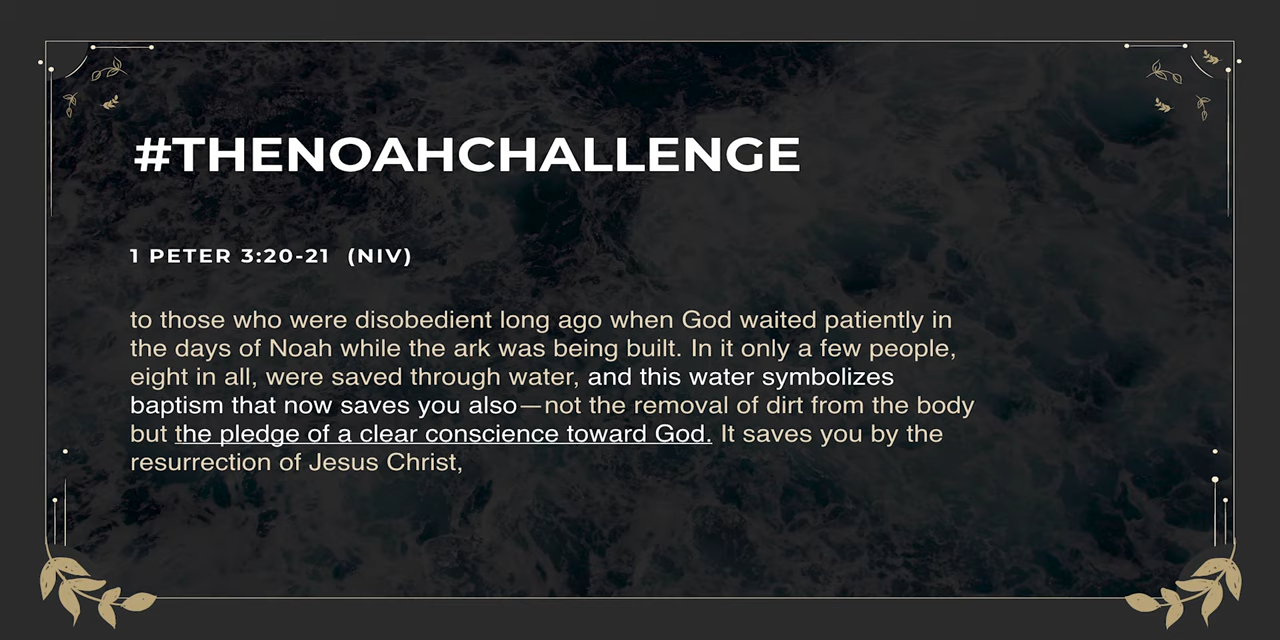 #THENOAHCHALLENGE
1 PETER 3:20-21 (NIV)
to those who were disobedient long ago when God waited patiently in
the days of Noah while the ark was being built. In it only a few people,
eight in all, were saved through water, and this water symbolizes
baptism that now saves you also—not the removal of dirt from the body
but the pledge of a clear conscience toward God. It saves you by the
resurrection of Jesus Christ,